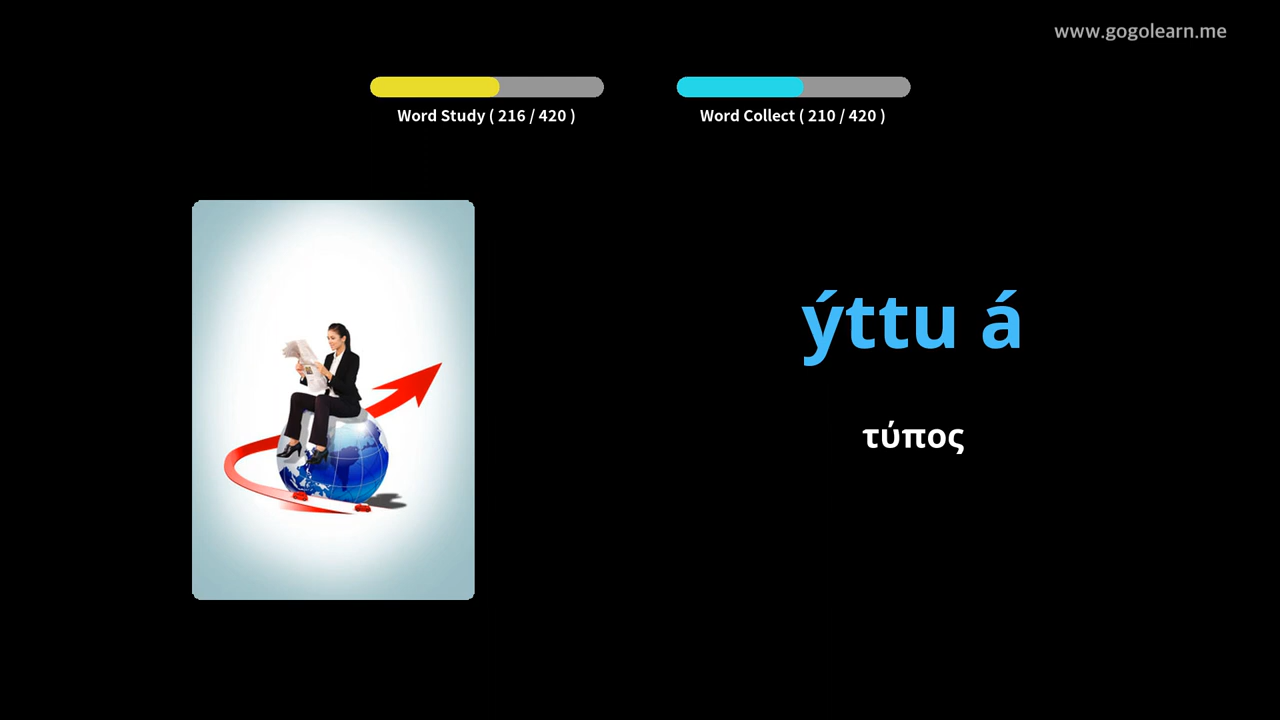 www.gogolearn.me
Word Study ( 216 / 420 )
Word Collect ( 210 / 420 )
ýttu á
τύπος